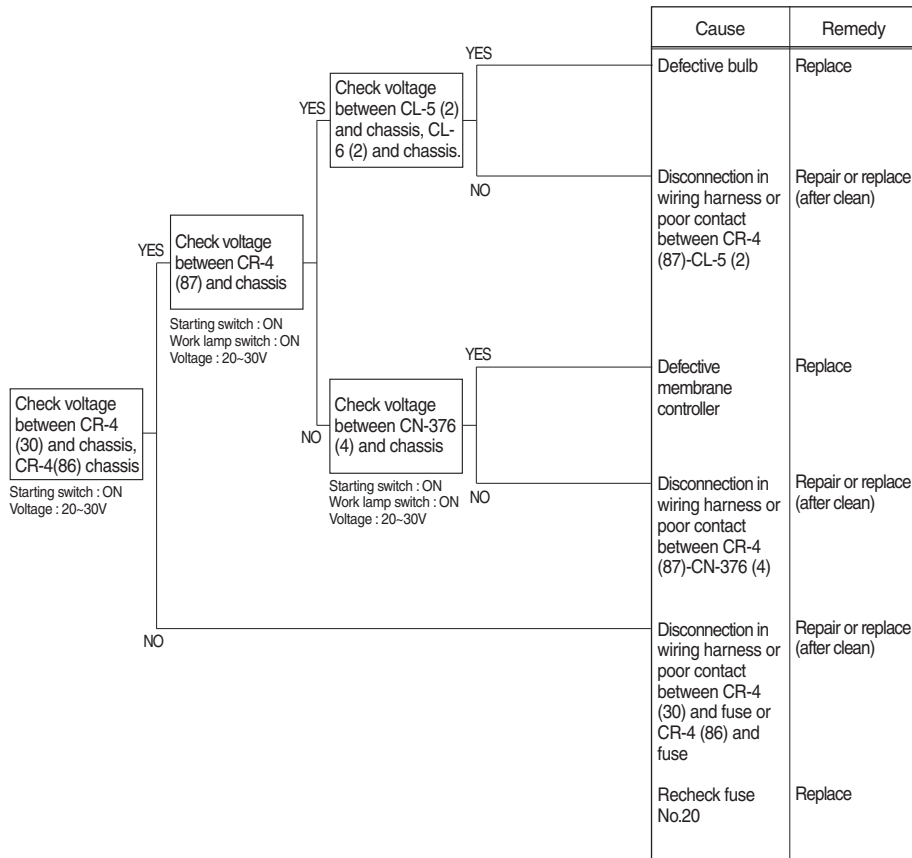 Cause
Remedy
YES
Defective bulb
Replace
Check voltage
between CL-5 (2)
and chassis, CL-
6 (2) and chassis.
YES
NO
Disconnection in
wiring harness or
poor contact
between CR-4
(87)-CL-5 (2)
Repair or replace
(after clean)
YES
Check voltage
between CR-4
(87) and chassis
Starting switch : ON
Work lamp switch : ON
Voltage : 20~30V
YES
Defective
membrane
controller
Replace
Check voltage
between CR-4
(30) and chassis,
CR-4(86) chassis
Starting switch : ON
Voltage : 20~30V
NO
Check voltage
between CN-376
(4) and chassis
Starting switch : ON
Work lamp switch : ON
Voltage : 20~30V
NO
Disconnection in
wiring harness or
poor contact
between CR-4
(87)-CN-376 (4)
Repair or replace
(after clean)
NO
Disconnection in
wiring harness or
poor contact
between CR-4
(30) and fuse or
CR-4 (86) and
fuse
Repair or replace
(after clean)
Recheck fuse
No.20
Replace